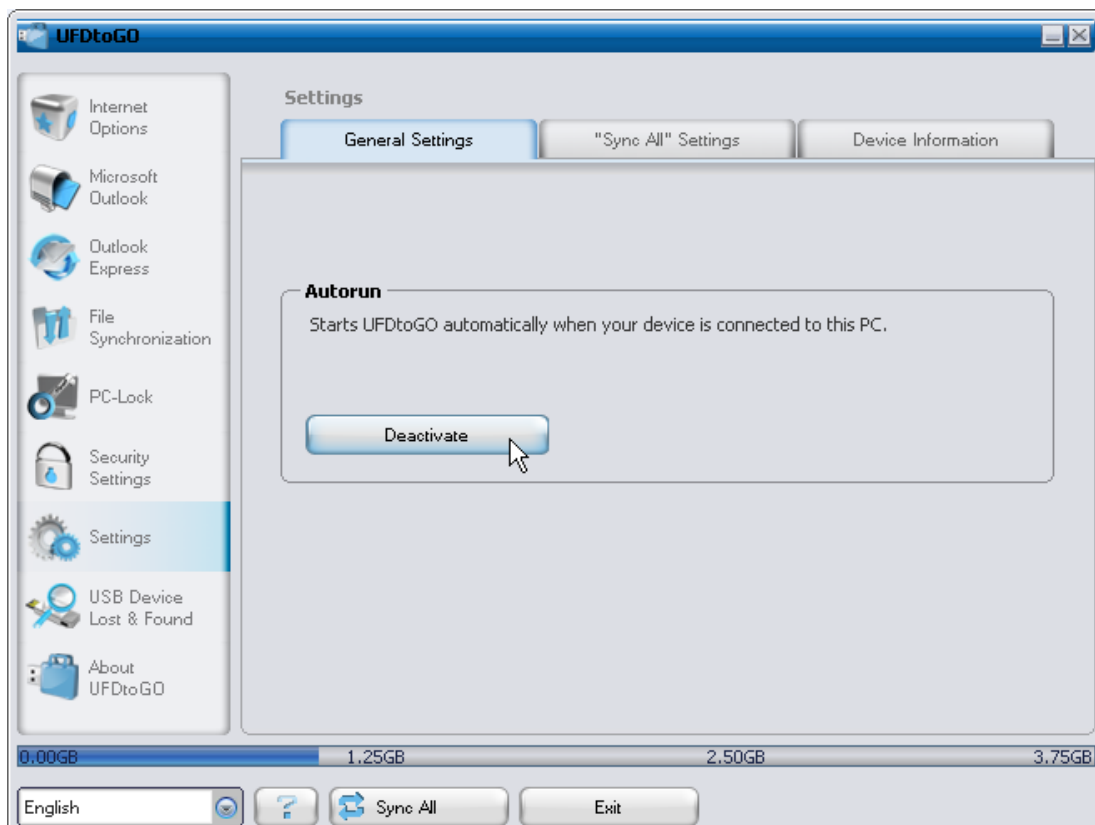 UFDtoGO
Internet
Options
Microsoft
Outlook
Outlook
Express
File
Synchronization
PC-Lock
Security
Settings
Settings
USB Device
Lost & Found
About
UFDtoGO
Settings
General Settings
"Sync All" Settings
Device Information
Autorun
Starts UFDtoGO automatically when your device is connected to this PC.
Deactivate
0.00GB
1.25GB
2.50GB
3.75GB
English
?
Sync All
Exit